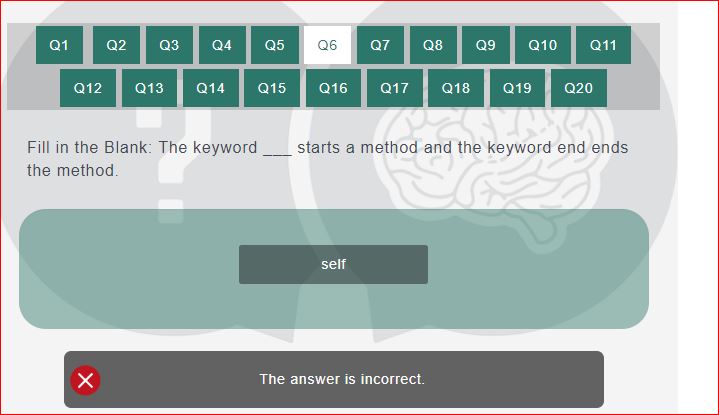 Q1 Q2 Q3 Q4 Q5 Q6 Q7 Q8 Q9 Q10 Q11
Q12 Q13 Q14 Q15 Q16 Q17 Q18 Q19 Q20
Fill in the Blank: The keyword ___ starts a method and the keyword end ends
the method.
self
The answer is incorrect.